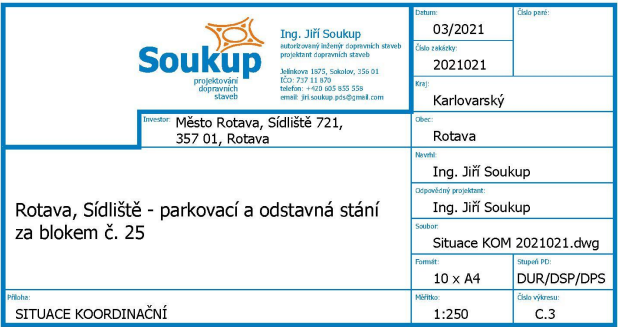 Soukup
projektování
dopravních
staveb
Ing. Jiří Soukup
autorizovaný inženýr dopravních staveb
projektant dopravních staveb
Jelínkova 1875, Sokolov, 356 01
IČO: 737 11 870
telefon: +420 605 855 558
email: jiri.soukup.pds@gmail.com
Datum:
03/2021
Číslo paré:
Číslo zakázky:
2021021
Kraj:
Karlovarský
Investor:
Město Rotava, Sídliště 721,
357 01, Rotava
Obec:
Rotava
Navrhl:
Ing. Jiří Soukup
Odpovědný projektant:
Ing. Jiří Soukup
Rotava, Sídliště - parkovací a odstavná stání
za blokem č. 25
Soubor:
Situace KOM 2021021.dwg
Formát:
10 x A4
Stupeň PD:
DUR/DSP/DPS
Příloha:
SITUACE KOORDINAČNÍ
Měřítko:
1:250
Číslo výkresu:
C.3